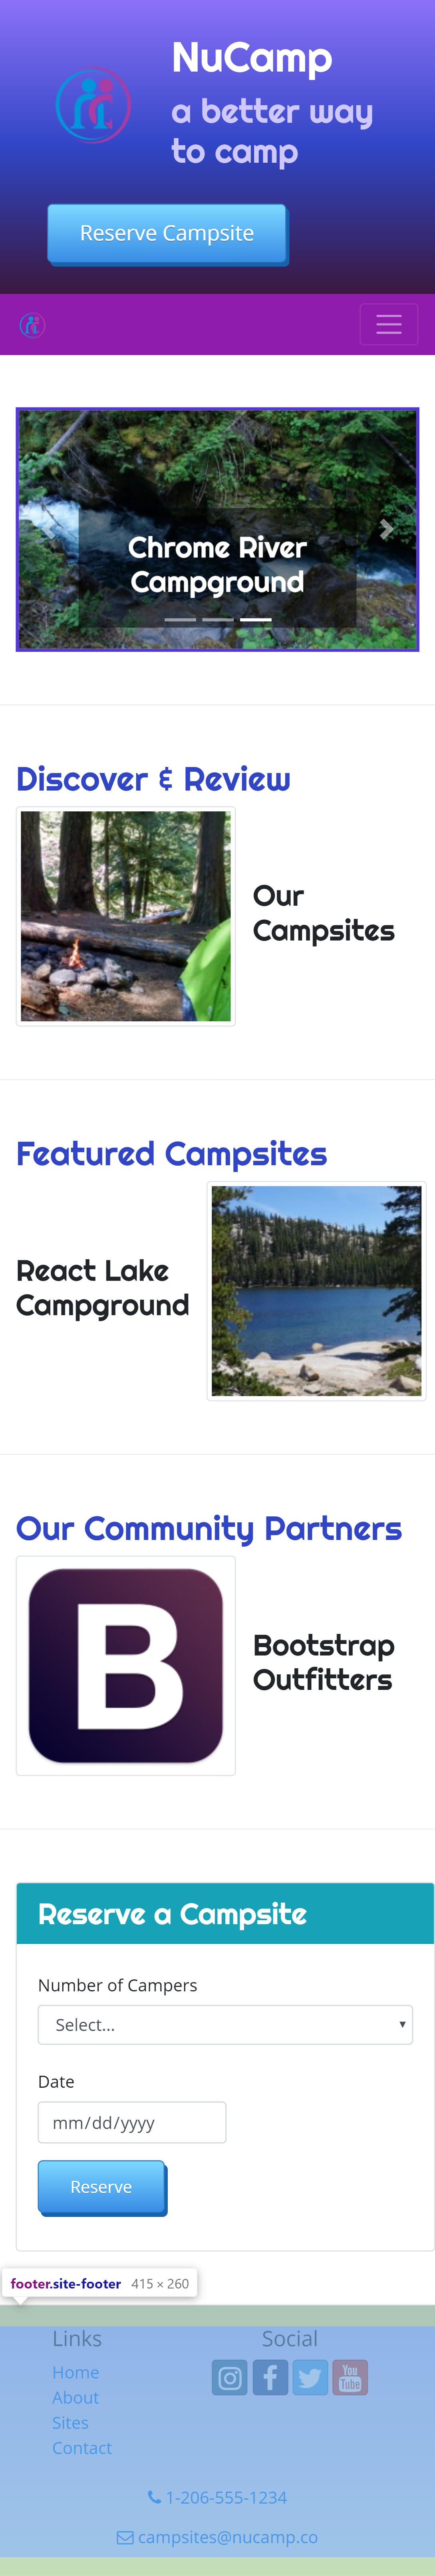 NuCamp
a better way
to camp
Reserve Campsite
Chrome River
Campground
Discover & Review
Our
Campsites
Featured Campsites
React Lake
Campground
Our Community Partners
B
Bootstrap
Outfitters
Reserve a Campsite
Number of Campers
Select...
Date
mm/dd/yyyy
Reserve
footer.site-footer 415 × 260
Links
Social
Home
You
Tube
About
Sites
Contact
1-206-555-1234
campsites@nucamp.co